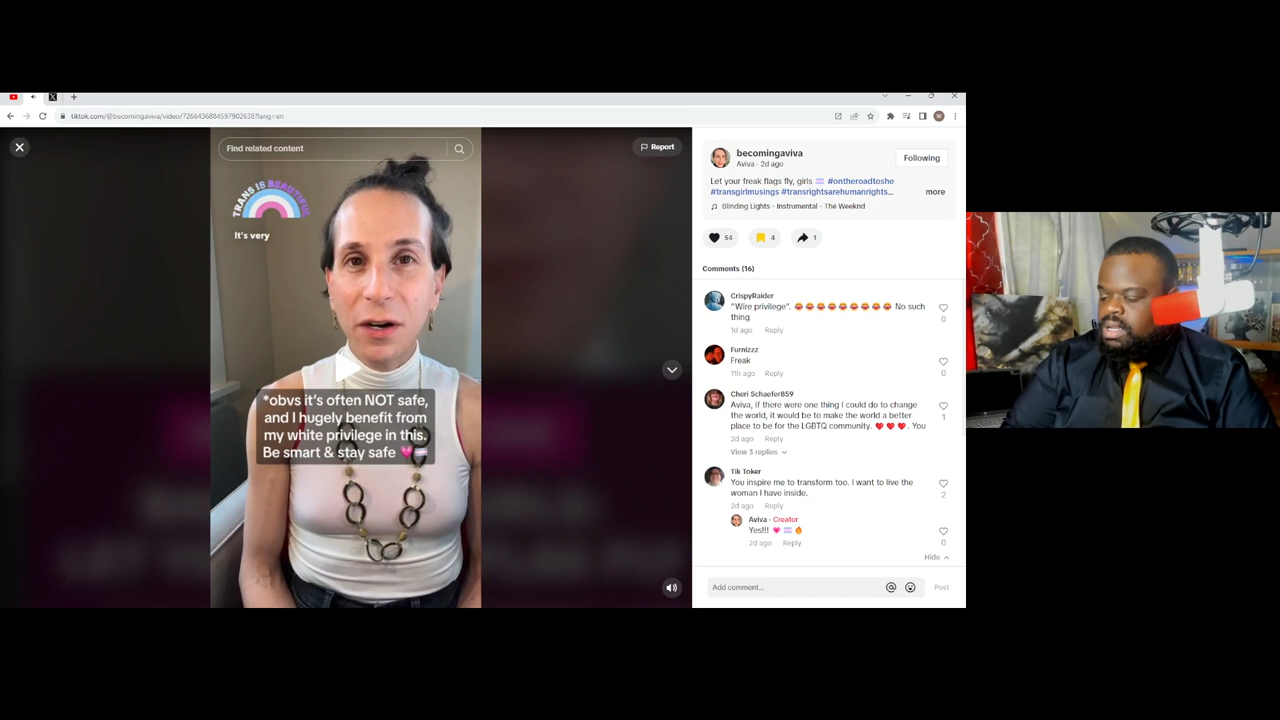 tiktok.com/@becomingaviva/video/7266436884597902638?lang=en
Find related content
Report
TRANS IS BEAUTIFUL
It's very
*obvs it's often NOT safe,
and I hugely benefit from
my white privilege in this.
Be smart & stay safe
becomingaviva
Aviva · 2d ago
Following
Let your freak flags fly, girls #ontheroadtoshe
#transgirlmusings #transrightsarehumanrights...
more
Blinding Lights - Instrumental - The Weeknd
54
4
1
Comments (16)
CrispyRaider
"Wire privilege". No such
thing
0
1d ago Reply
Furnizzz
Freak
0
11h ago Reply
Cheri Schaefer859
Aviva, if there were one thing I could do to change
the world, it would be to make the world a better
place to be for the LGBTQ community. . You
1
2d ago Reply
View 3 replies
Tik Toker
You inspire me to transform too. I want to live the
woman I have inside.
2
2d ago Reply
Aviva · Creator
Yes!!!
0
2d ago Reply
Hide
Add comment...
Post